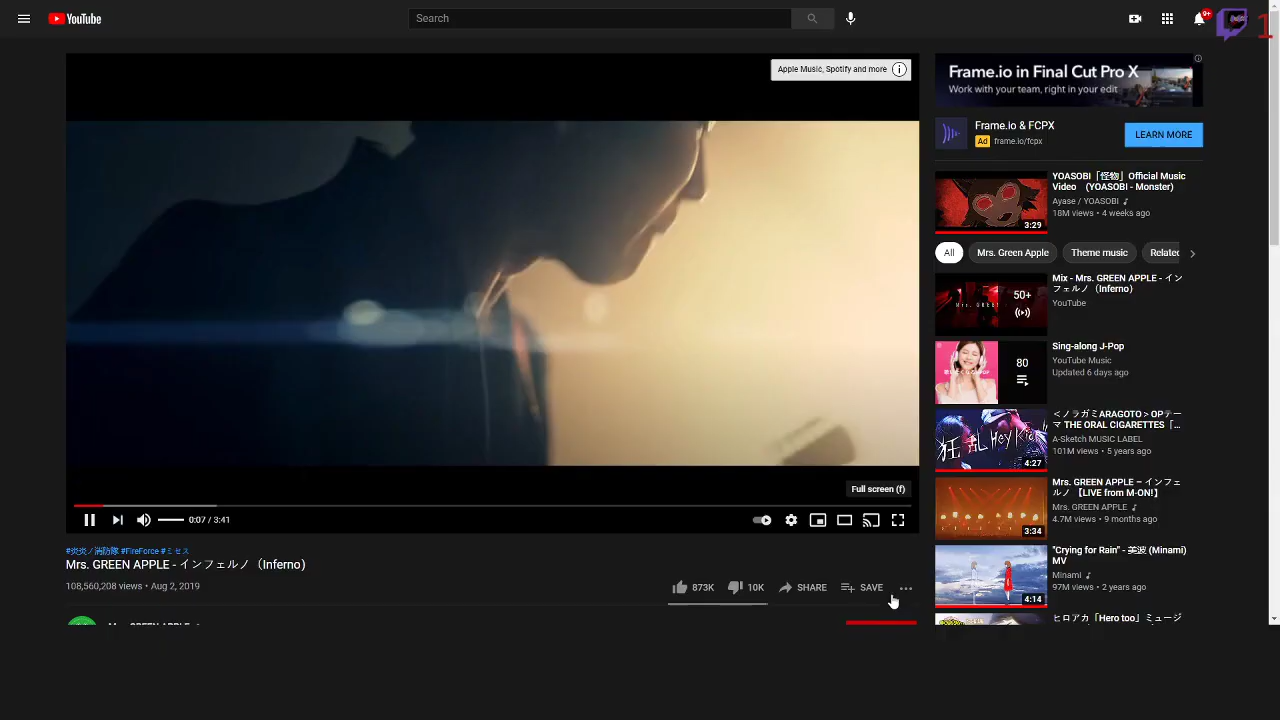 YouTube
Search
9+
1
Apple Music, Spotify and more
Full screen (f)
0:07 / 3:41
#炎炎ノ消防隊 #FireForce #ミセス
Mrs. GREEN APPLE - インフェルノ（Inferno）
108,560,208 views • Aug 2, 2019
873K
10K
SHARE
SAVE
Frame.io in Final Cut Pro X
Work with your team, right in your edit
Frame.io & FCPX
Ad frame.io/fcpx
LEARN MORE
YOASOBI「怪物」Official Music
Video （YOASOBI - Monster)
Ayase / YOASOBI
18M views • 4 weeks ago
3:29
All
Mrs. Green Apple
Theme music
Related
Mix - Mrs. GREEN APPLE - イン
フェルノ（Inferno)
YouTube
50+
Sing-along J-Pop
YouTube Music
Updated 6 days ago
80
＜ノラガミARAGOTO＞OPテー
マ THE ORAL CIGARETTES「...
A-Sketch MUSIC LABEL
101M views • 5 years ago
狂乱 Hey Kids
4:27
Mrs. GREEN APPLE – インフェ
ルノ【LIVE from M-ON!】
Mrs. GREEN APPLE
4.7M views • 9 months ago
3:34
"Crying for Rain" - 美波 (Minami)
MV
Minami
97M views • 2 years ago
4:14
ヒロアカ「Hero too」ミュージ